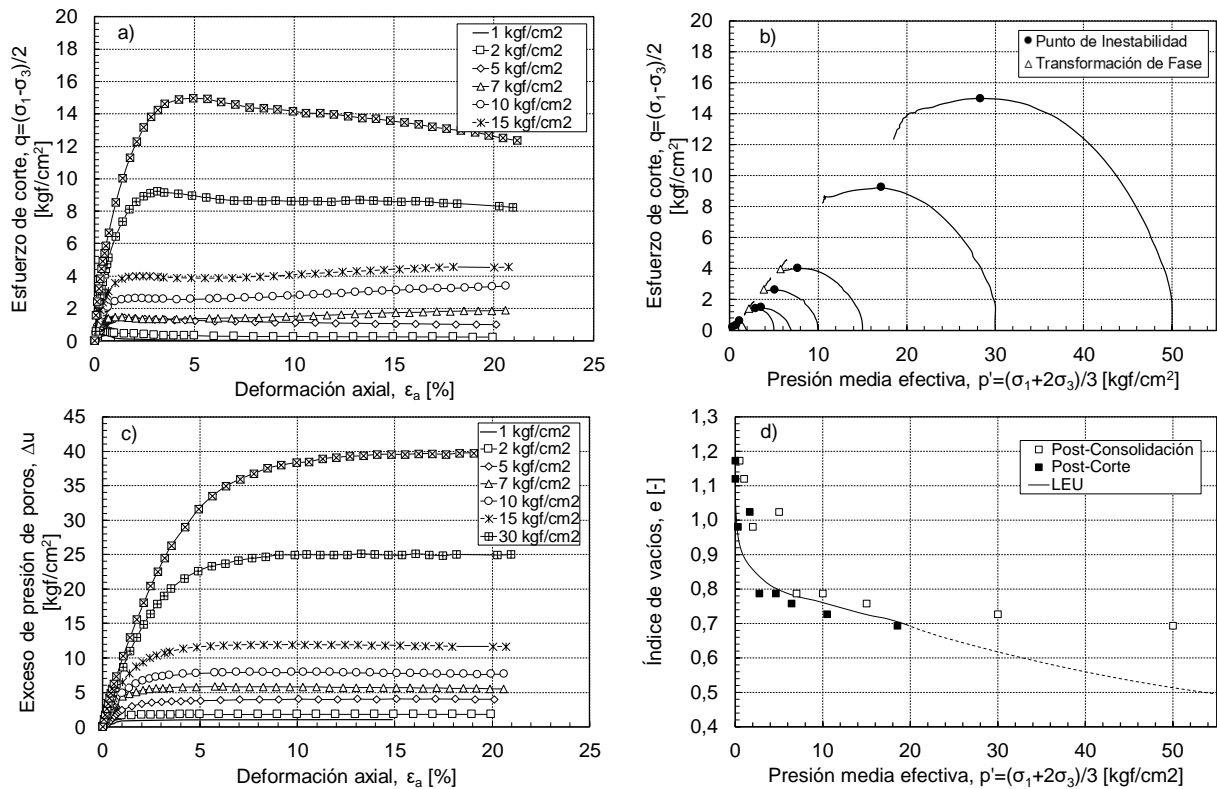 a)
Esfuerzo de corte, q=(σ1-σ3)/2
[kgf/cm²]
20
18
16
14
12
10
8
6
4
2
0
1 kgf/cm2
2 kgf/cm2
5 kgf/cm2
7 kgf/cm2
10 kgf/cm2
15 kgf/cm2
0 5 10 15 20 25
Deformación axial, εa [%]
b)
Esfuerzo de corte, q=(σ1-σ3)/2
[kgf/cm²]
20
18
16
14
12
10
8
6
4
2
0
Punto de Inestabilidad
Transformación de Fase
0 10 20 30 40 50
Presión media efectiva, p'=(σ1+2σ3)/3 [kgf/cm²]
c)
Exceso de presión de poros, Δu
[kgf/cm²]
45
40
35
30
25
20
15
10
5
0
1 kgf/cm2
2 kgf/cm2
5 kgf/cm2
7 kgf/cm2
10 kgf/cm2
15 kgf/cm2
30 kgf/cm2
0 5 10 15 20 25
Deformación axial, εa [%]
d)
Índice de vacíos, e [-]
1,3
1,2
1,1
1,0
0,9
0,8
0,7
0,6
0,5
0,4
Post-Consolidación
Post-Corte
LEU
0 10 20 30 40 50
Presión media efectiva, p'=(σ1+2σ3)/3 [kgf/cm2]